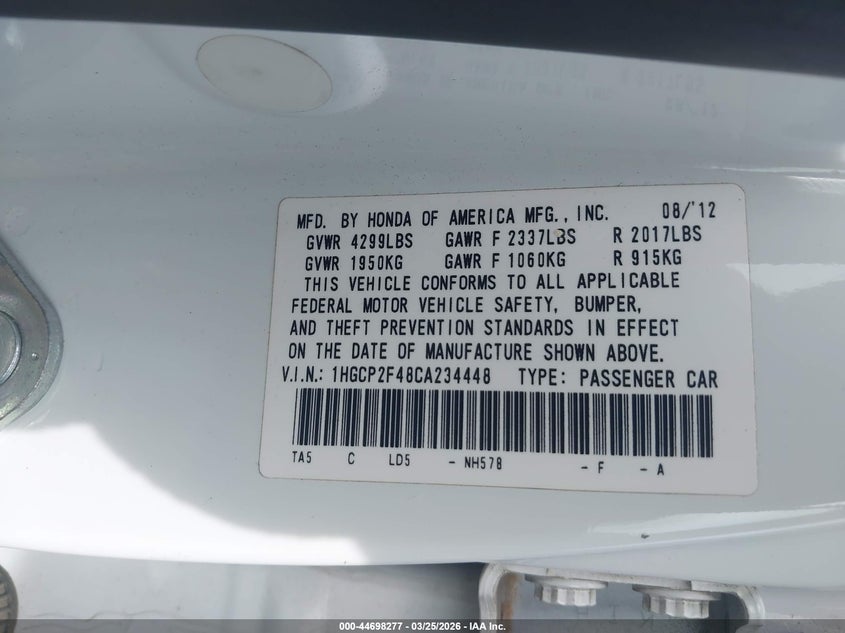 MFD. BY HONDA OF AMERICA MFG., INC. 08/'12
GVWR 4299LBS GAWR F 2337LBS R 2017LBS
GVWR 1950KG GAWR F 1060KG R 915KG
THIS VEHICLE CONFORMS TO ALL APPLICABLE
FEDERAL MOTOR VEHICLE SAFETY, BUMPER,
AND THEFT PREVENTION STANDARDS IN EFFECT
ON THE DATE OF MANUFACTURE SHOWN ABOVE.
V.I.N.: 1HGCP2F48CA234448 TYPE: PASSENGER CAR
TA5 C LD5 - NH578 - F - A
000-44698277 - 03/25/2026 - IAA Inc.